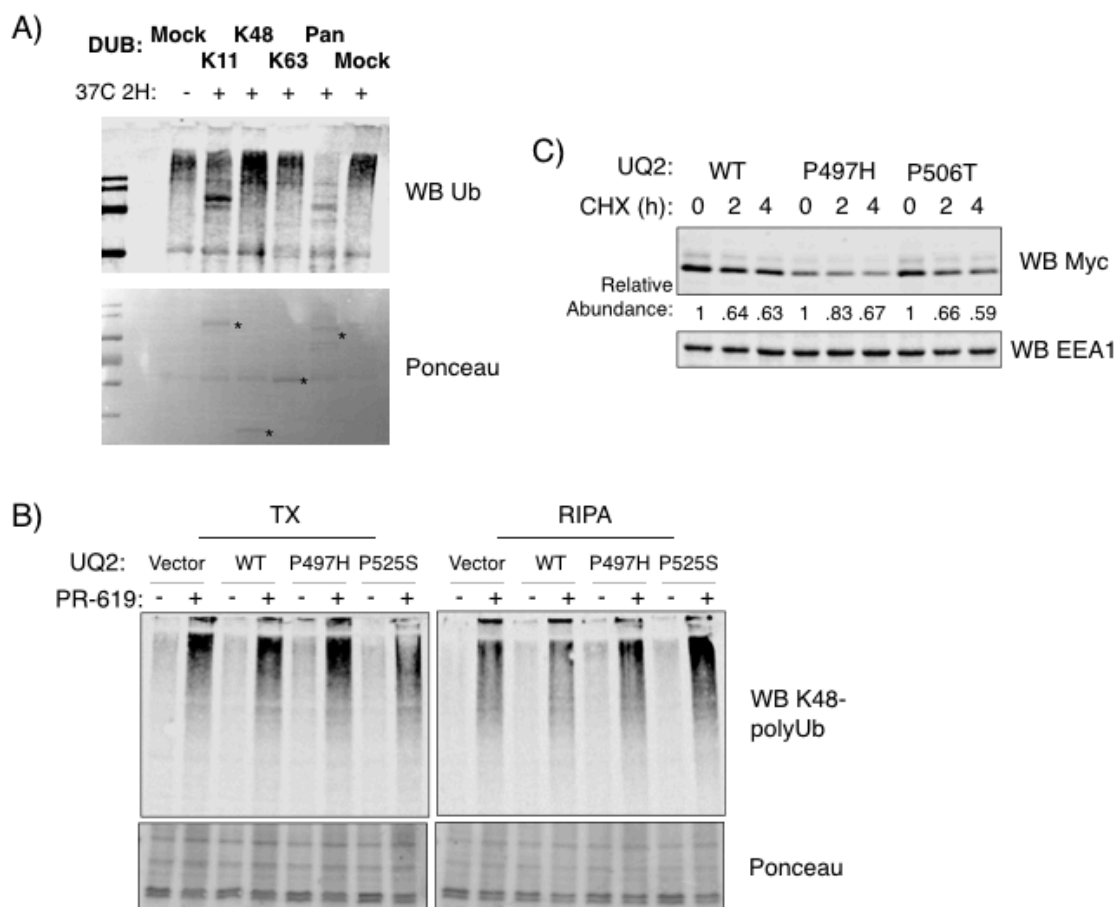 A)
DUB: Mock K48 Pan
K11 K63 Mock
37C 2H: - + + + + +
WB Ub
* * * *
Ponceau
C)
UQ2: WT P497H P506T
CHX (h): 0 2 4 0 2 4 0 2 4
WB Myc
Relative
Abundance: 1 .64 .63 1 .83 .67 1 .66 .59
WB EEA1
B)
TX RIPA
UQ2: Vector WT P497H P525S Vector WT P497H P525S
PR-619: - + - + - + - + - + - + - + - +
WB K48-
polyUb
Ponceau